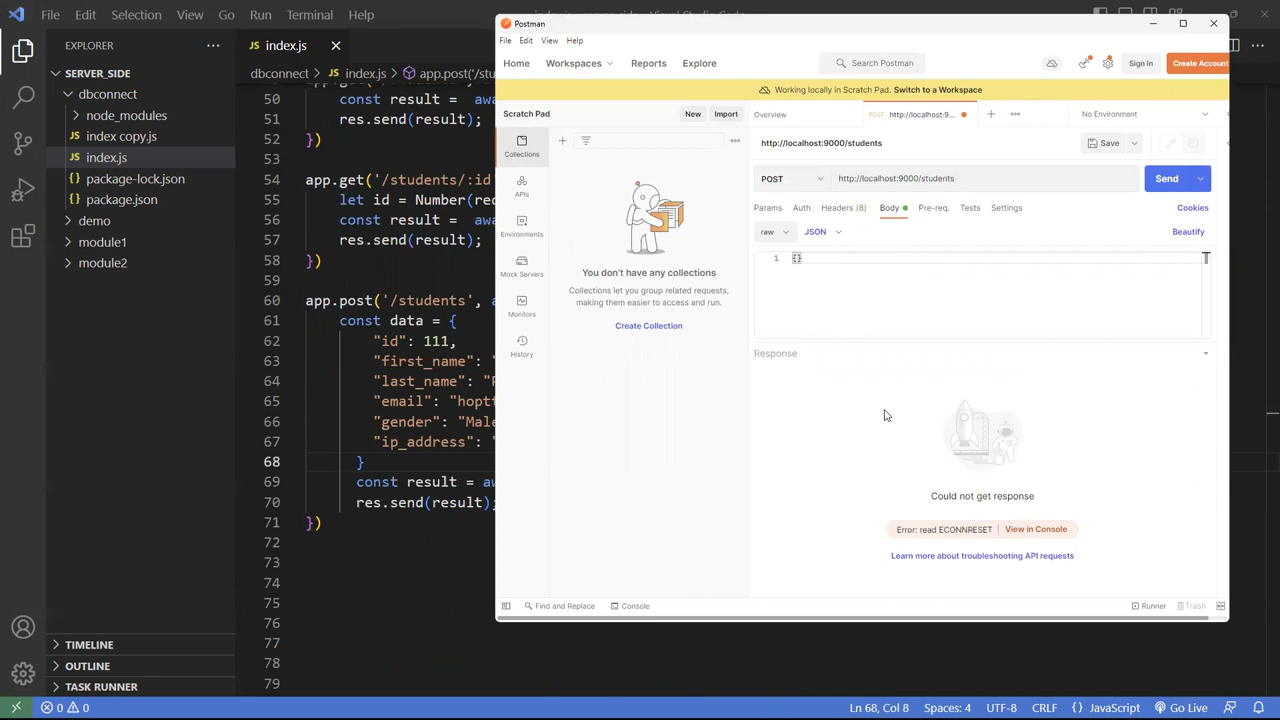 File
Edit
Selection
View
Go
Run
Terminal
Help
Postman
File Edit View Help
EXPLORER
index.js
Home Workspaces Reports Explore Search Postman Sign In Create Account
SERVER_SIDE
dbconnect
node_modules
index copy.js
index.js
package-lock.json
package.json
module1
module2
TIMELINE
OUTLINE
TASK RUNNER
dbconnect > index.js > app.post('/stu
50 const result = aw
51 res.send(result);
52 })
53
54 app.get('/students/:id
55 let id = Number(re
56 const result = awa
57 res.send(result);
58 })
59
60 app.post('/students', a
61 const data = {
62 "id": 111,
63 "first_name":
64 "last_name":
65 "email": "hoptt
66 "gender": "Male
67 "ip_address": "
68 }
69 const result = aw
70 res.send(result);
71 })
72
73
74
75
76
77
78
79
Working locally in Scratch Pad. Switch to a Workspace
Scratch Pad New Import
Overview POST http://localhost:9... No Environment
Collections
APIs
Environments
Mock Servers
Monitors
History
You don't have any collections
Collections let you group related requests,
making them easier to access and run.
Create Collection
http://localhost:9000/students Save
POST http://localhost:9000/students Send
Params Auth Headers (8) Body Pre-req. Tests Settings Cookies
raw JSON Beautify
1 {}
Response
Could not get response
Error: read ECONNRESET | View in Console
Learn more about troubleshooting API requests
Find and Replace Console Runner Trash
0 0 Ln 68, Col 8 Spaces: 4 UTF-8 CRLF {} JavaScript Go Live